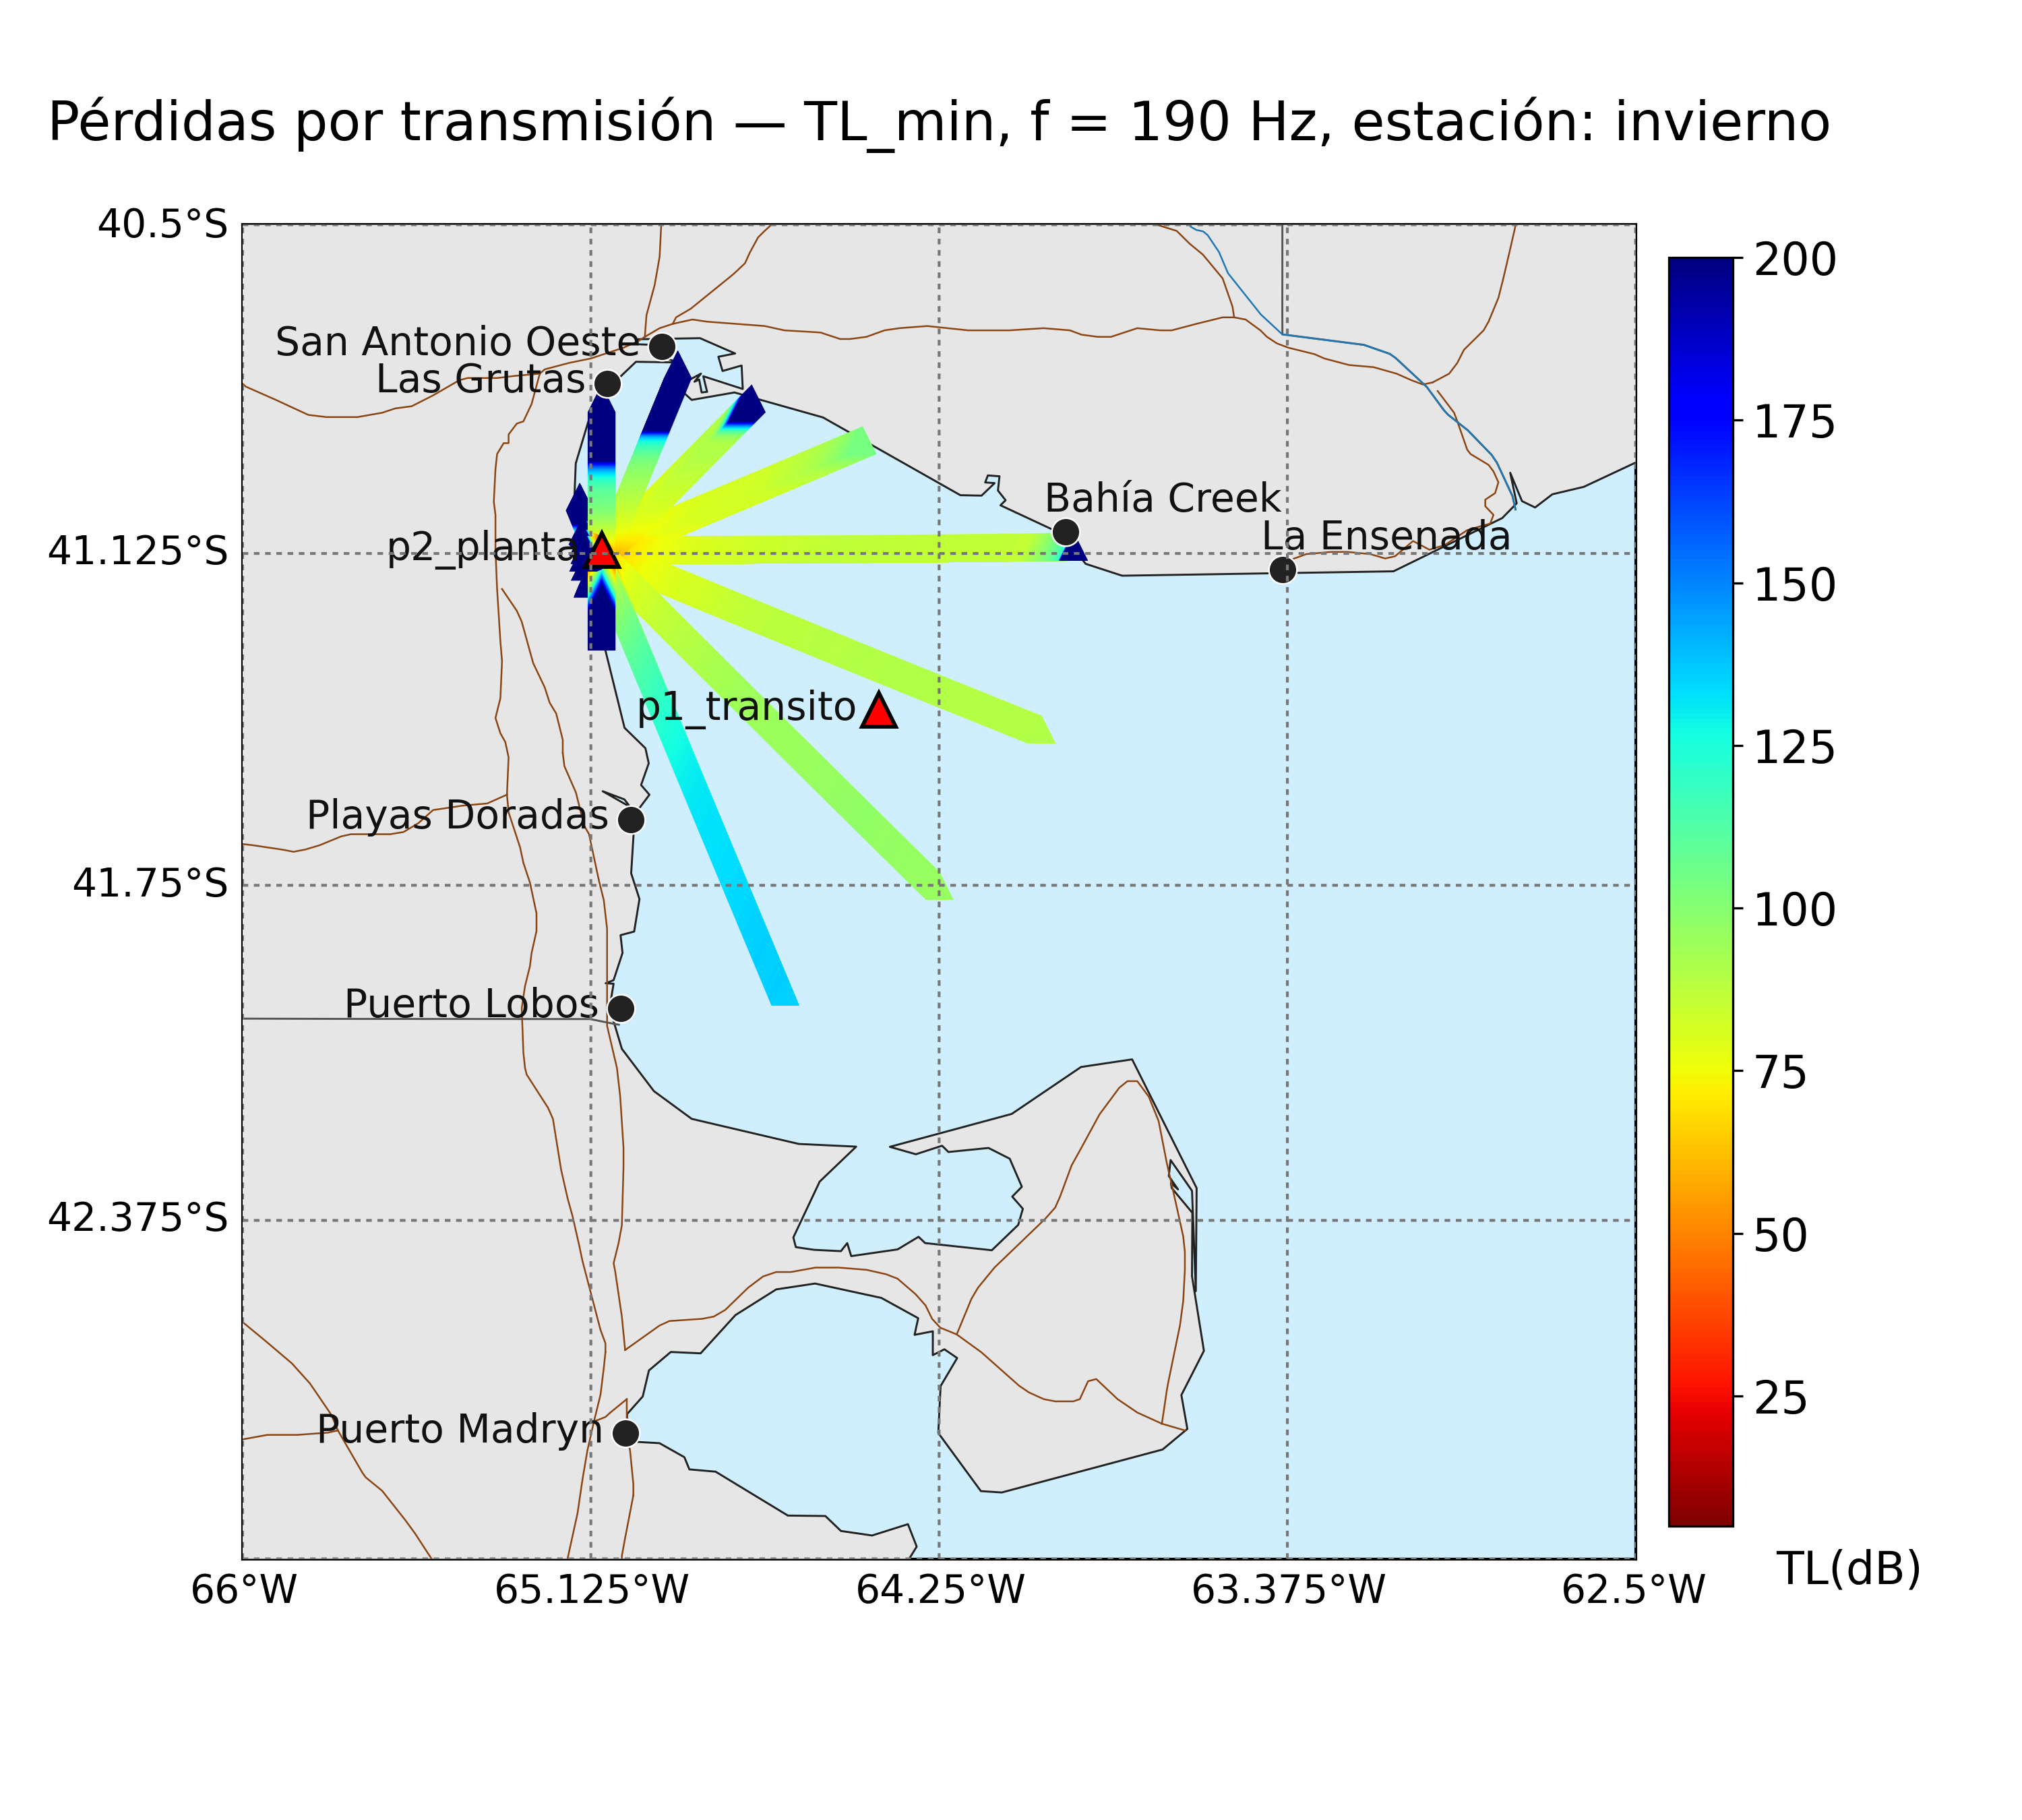 Pérdidas por transmisión — TL_min, f = 190 Hz, estación: invierno
40.5°S
200
San Antonio Oeste
Las Grutas
175
Bahía Creek
La Ensenada
p2_planta
41.125°S
150
p1_transito
125
Playas Doradas
41.75°S
100
Puerto Lobos
75
42.375°S
50
25
Puerto Madryn
TL(dB)
66°W
65.125°W
64.25°W
63.375°W
62.5°W